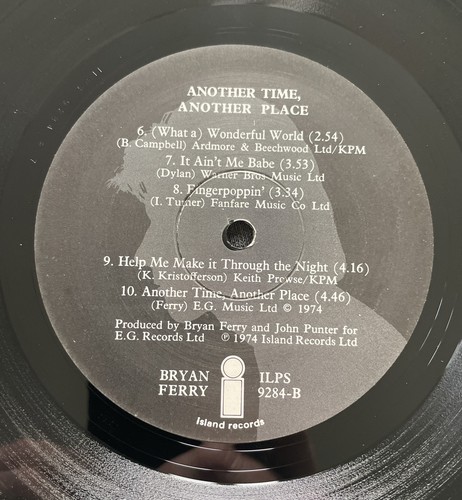 ANOTHER TIME,
ANOTHER PLACE
6. (What a) Wonderful World (2.54)
(B. Campbell) Ardmore & Beechwood Ltd/KPM
7. It Ain't Me Babe (3.53)
(Dylan) Warner Bros Music Ltd
8. Fingerpoppin' (3.34)
(I. Turner) Fanfare Music Co Ltd
9. Help Me Make it Through the Night (4.16)
(K. Kristofferson) Keith Prowse/KPM
10. Another Time, Another Place (4.46)
(Ferry) E.G. Music Ltd © 1974
Produced by Bryan Ferry and John Punter for
E.G. Records Ltd ℗ 1974 Island Records Ltd
BRYAN ILPS
FERRY 9284-B
island records